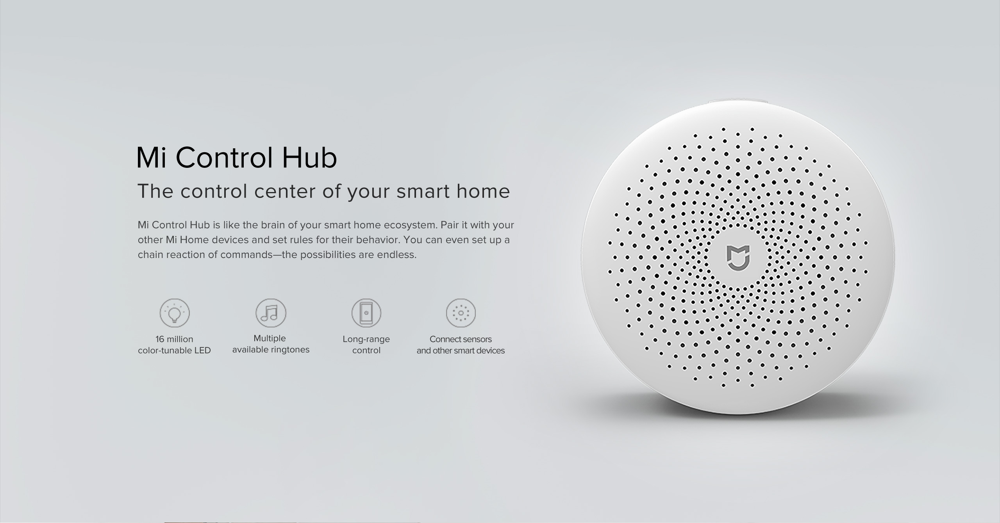 Mi Control Hub
The control center of your smart home
Mi Control Hub is like the brain of your smart home ecosystem. Pair it with your
other Mi Home devices and set rules for their behavior. You can even set up a
chain reaction of commands—the possibilities are endless.
16 million
color-tunable LED
Multiple
available ringtones
Long-range
control
Connect sensors
and other smart devices